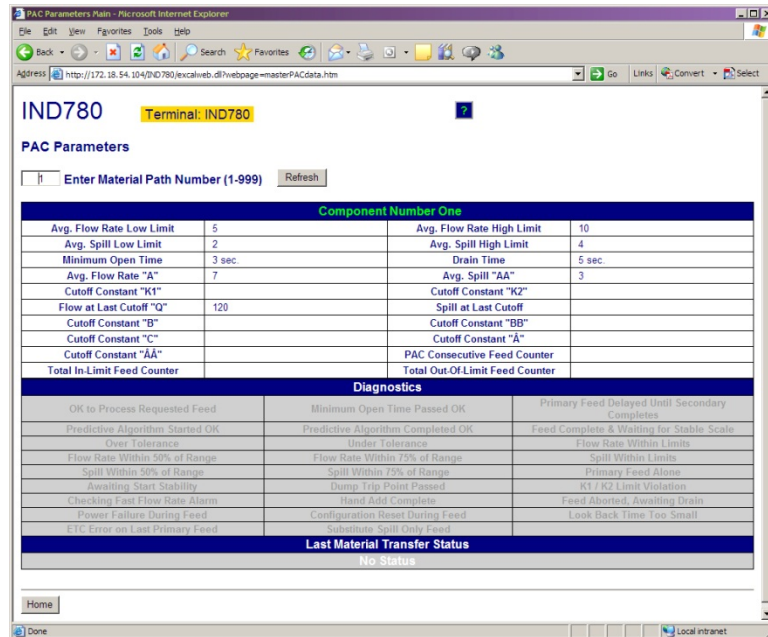 PAC Parameters Main - Microsoft Internet Explorer
File Edit View Favorites Tools Help
Back Search Favorites
Address http://172.18.54.104/IND780/excalweb.dll?webpage=masterPACdata.htm Go Links Convert Select
IND780 Terminal: IND780 ?
PAC Parameters
1 Enter Material Path Number (1-999) Refresh
Component Number One
Avg. Flow Rate Low Limit 5 Avg. Flow Rate High Limit 10
Avg. Spill Low Limit 2 Avg. Spill High Limit 4
Minimum Open Time 3 sec. Drain Time 5 sec.
Avg. Flow Rate "A" 7 Avg. Spill "AA" 3
Cutoff Constant "K1" Cutoff Constant "K2"
Flow at Last Cutoff "Q" 120 Spill at Last Cutoff
Cutoff Constant "B" Cutoff Constant "BB"
Cutoff Constant "C" Cutoff Constant "Â"
Cutoff Constant "ÂÂ" PAC Consecutive Feed Counter
Total In-Limit Feed Counter Total Out-Of-Limit Feed Counter
Diagnostics
OK to Process Requested Feed Minimum Open Time Passed OK Primary Feed Delayed Until Secondary
Completes
Predictive Algorithm Started OK Predictive Algorithm Completed OK Feed Complete & Waiting for Stable Scale
Over Tolerance Under Tolerance Flow Rate Within Limits
Flow Rate Within 50% of Range Flow Rate Within 75% of Range Spill Within Limits
Spill Within 50% of Range Spill Within 75% of Range Primary Feed Alone
Awaiting Start Stability Dump Trip Point Passed K1 / K2 Limit Violation
Checking Fast Flow Rate Alarm Hand Add Complete Feed Aborted, Awaiting Drain
Power Failure During Feed Configuration Reset During Feed Look Back Time Too Small
ETC Error on Last Primary Feed Substitute Spill Only Feed
Last Material Transfer Status
No Status
Home
Done Local intranet